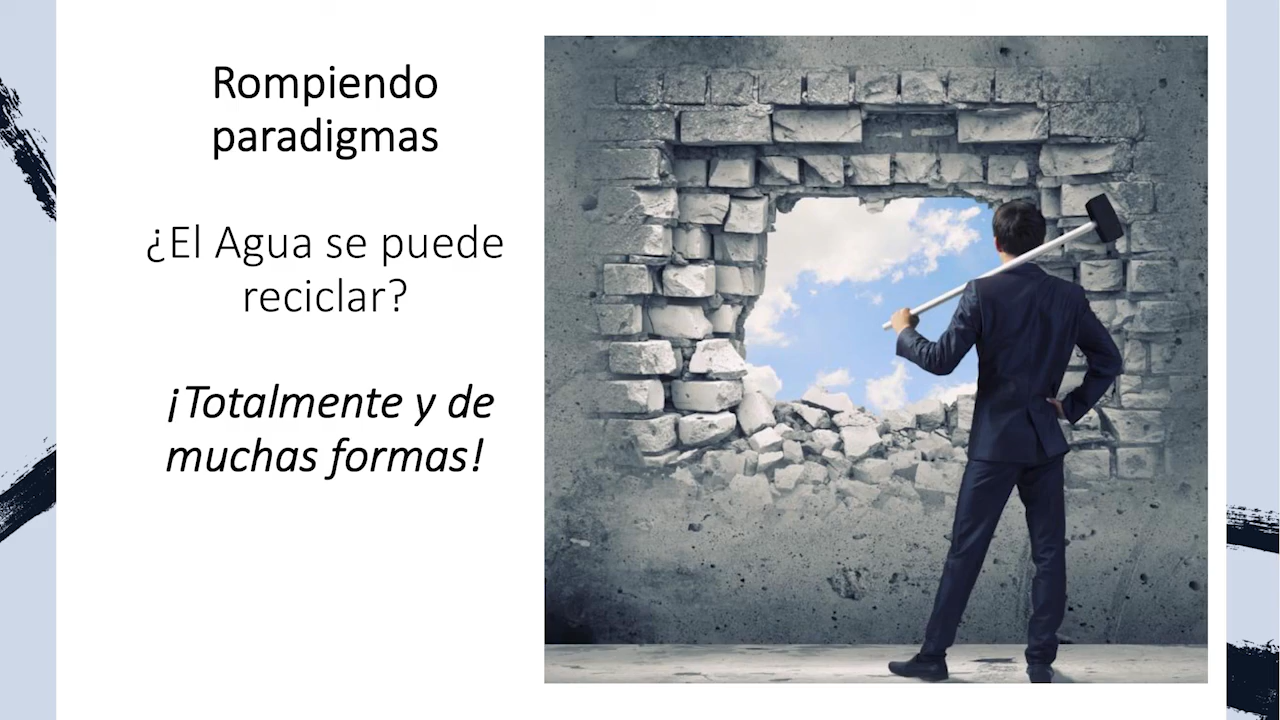 Rompiendo
paradigmas
¿El Agua se puede
reciclar?
¡Totalmente y de
muchas formas!